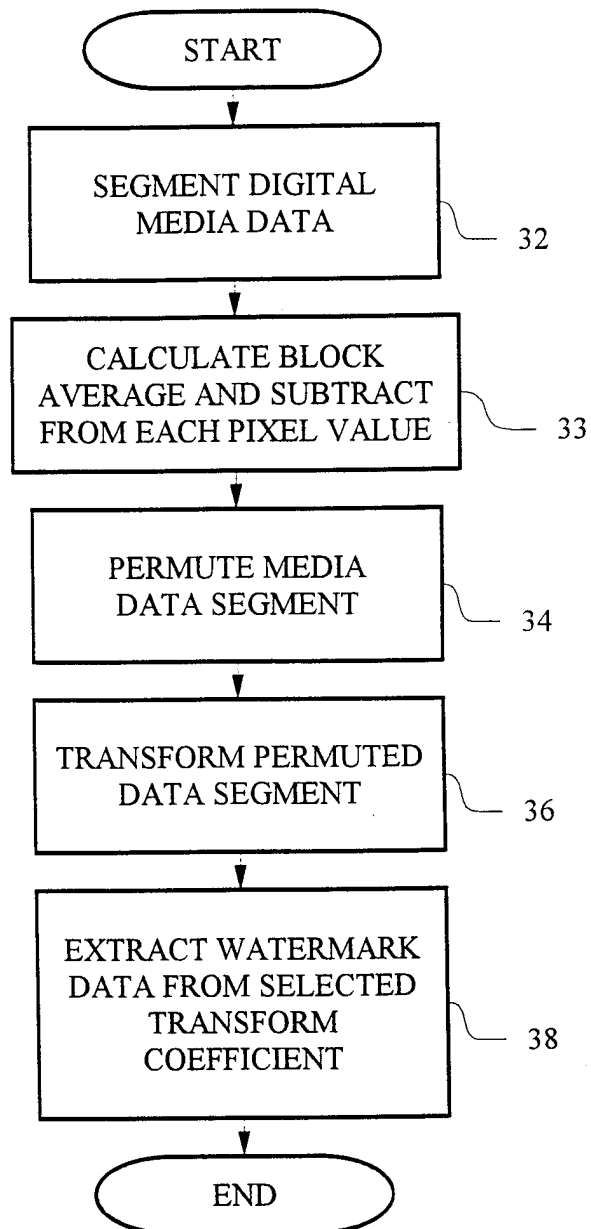 START
SEGMENT DIGITAL
MEDIA DATA
32
CALCULATE BLOCK
AVERAGE AND SUBTRACT
FROM EACH PIXEL VALUE
33
PERMUTE MEDIA
DATA SEGMENT
34
TRANSFORM PERMUTED
DATA SEGMENT
36
EXTRACT WATERMARK
DATA FROM SELECTED
TRANSFORM
COEFFICIENT
38
END